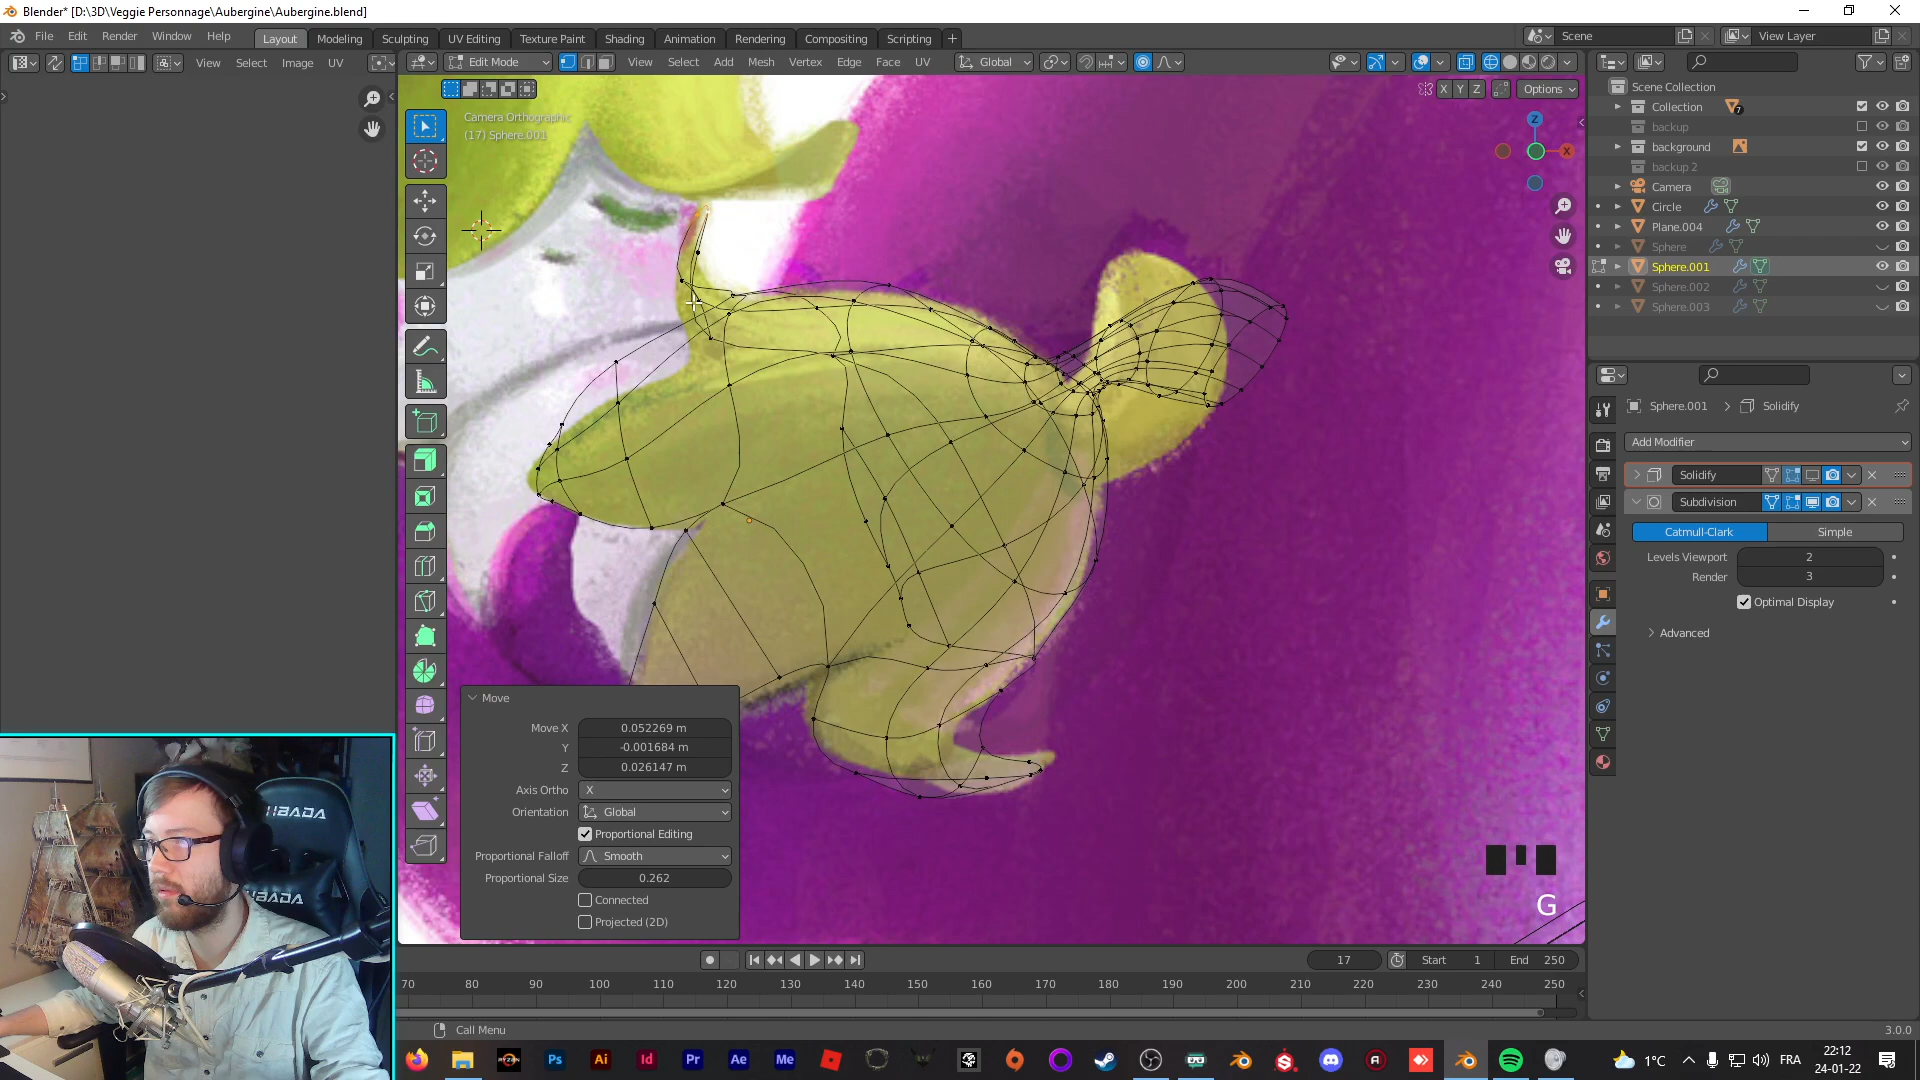 Blender* [D:\3D\Veggie Personnage\Aubergine\Aubergine.blend]
File Edit Render Window Help Layout Modeling Sculpting UV Editing Texture Paint Shading Animation Rendering Compositing Scripting + Scene View Layer
View Select Image UV Edit Mode View Select Add Mesh Vertex Edge Face UV Global
X Y Z Options
Camera Orthographic
(17) Sphere.001
Z
X
Scene Collection
Collection 7
backup
background
backup 2
Camera
Circle
Plane.004
Sphere
Sphere.001
Sphere.002
Sphere.003
Sphere.001 > Solidify
Add Modifier
Solidify
Subdivision
Catmull-Clark Simple
Levels Viewport 2
Render 3
Optimal Display
Advanced
Move
Move X 0.052269 m
Y -0.001684 m
Z 0.026147 m
Axis Ortho X
Orientation Global
Proportional Editing
Proportional Falloff Smooth
Proportional Size 0.262
Connected
Projected (2D)
G
HBADA
HBADA
17 Start 1 End 250
70 80 90 100 110 120 130 140 150 160 170 180 190 200 210 220 230 240 250
Call Menu 3.0.0
Ps Ai Id Pr Ae Me 1°C FRA 22:12
24-01-22